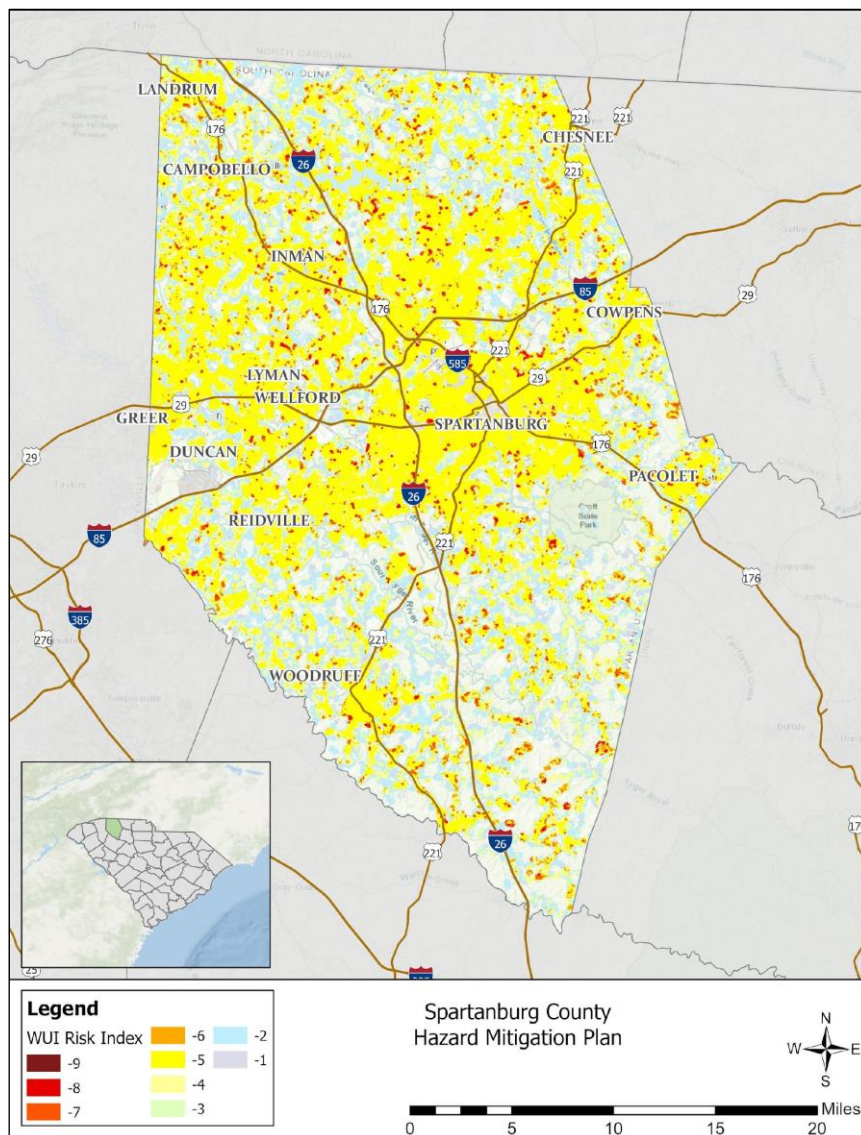 NORTH CAROLINA
SOUTH CAROLINA
LANDRUM
176
CAMPOBELLO
26
221
221
CHESNEE
221
INMAN
176
85
29
COWPENS
221
585
LYMAN
29
WELLFORD
29
GREER
SPARTANBURG
29
DUNCAN
176
PACOLET
26
Croft
State
Park
REIDVILLE
221
85
176
385
276
221
WOODRUFF
26
221
25
Legend
WUI Risk Index
-9
-8
-7
-6
-5
-4
-3
-2
-1
Spartanburg County
Hazard Mitigation Plan
N
W E
S
Miles
0 5 10 15 20